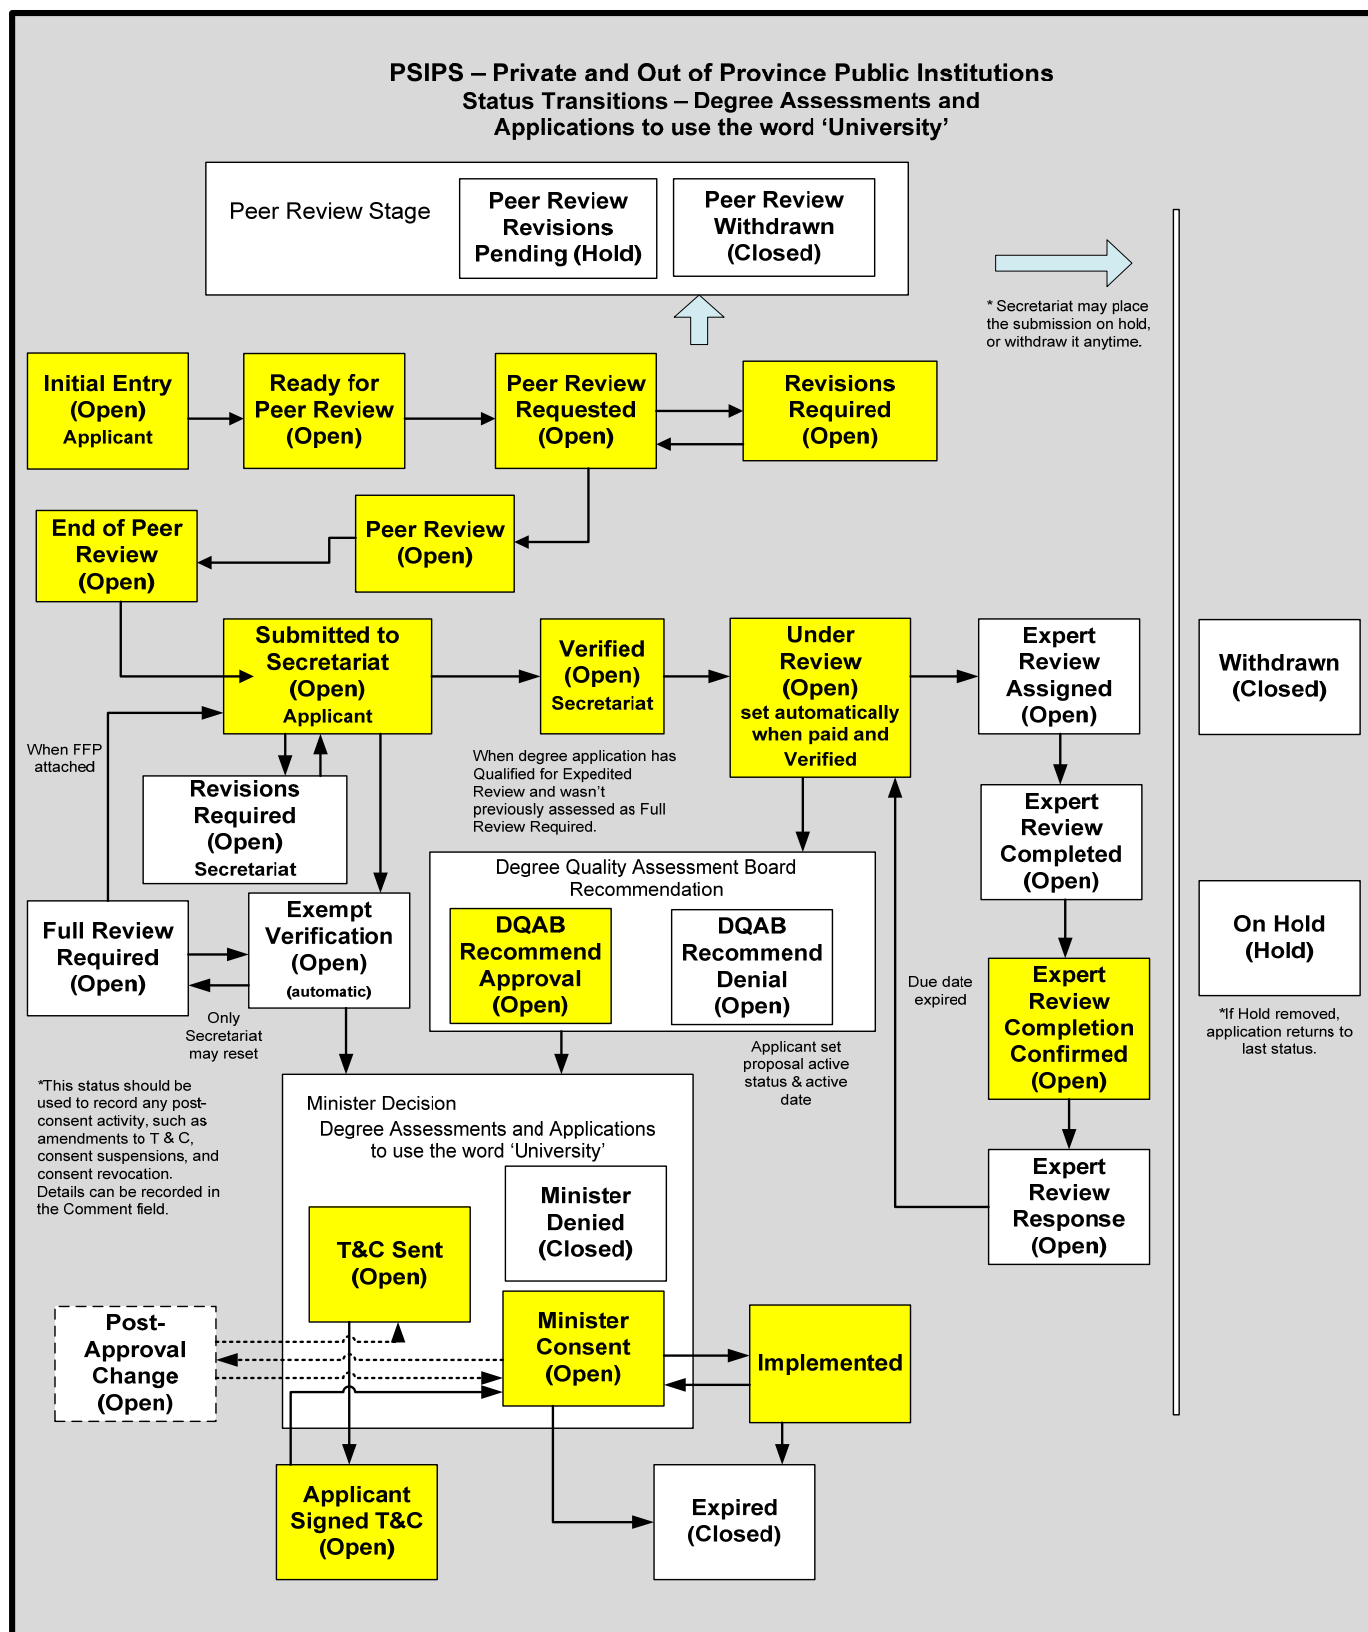 PSIPS – Private and Out of Province Public Institutions
Status Transitions – Degree Assessments and
Applications to use the word ‘University’
Peer Review Stage
Peer Review
Revisions
Pending (Hold)
Peer Review
Withdrawn
(Closed)
* Secretariat may place
the submission on hold,
or withdraw it anytime.
Initial Entry
(Open)
Applicant
Ready for
Peer Review
(Open)
Peer Review
Requested
(Open)
Revisions
Required
(Open)
End of Peer
Review
(Open)
Peer Review
(Open)
Submitted to
Secretariat
(Open)
Applicant
Verified
(Open)
Secretariat
Under
Review
(Open)
set automatically
when paid and
Verified
Expert
Review
Assigned
(Open)
Withdrawn
(Closed)
When FFP
attached
When degree application has
Qualified for Expedited
Review and wasn’t
previously assessed as Full
Review Required.
Revisions
Required
(Open)
Secretariat
Expert
Review
Completed
(Open)
Degree Quality Assessment Board
Recommendation
Full Review
Required
(Open)
Exempt
Verification
(Open)
(automatic)
DQAB
Recommend
Approval
(Open)
DQAB
Recommend
Denial
(Open)
On Hold
(Hold)
Due date
expired
Expert
Review
Completion
Confirmed
(Open)
Only
Secretariat
may reset
*If Hold removed,
application returns to
last status.
Applicant set
proposal active
status & active
date
*This status should be
used to record any post-
consent activity, such as
amendments to T & C,
consent suspensions, and
consent revocation.
Details can be recorded in
the Comment field.
Minister Decision
Degree Assessments and Applications
to use the word ‘University’
Expert
Review
Response
(Open)
Minister
Denied
(Closed)
T&C Sent
(Open)
Post-
Approval
Change
(Open)
Minister
Consent
(Open)
Implemented
Applicant
Signed T&C
(Open)
Expired
(Closed)